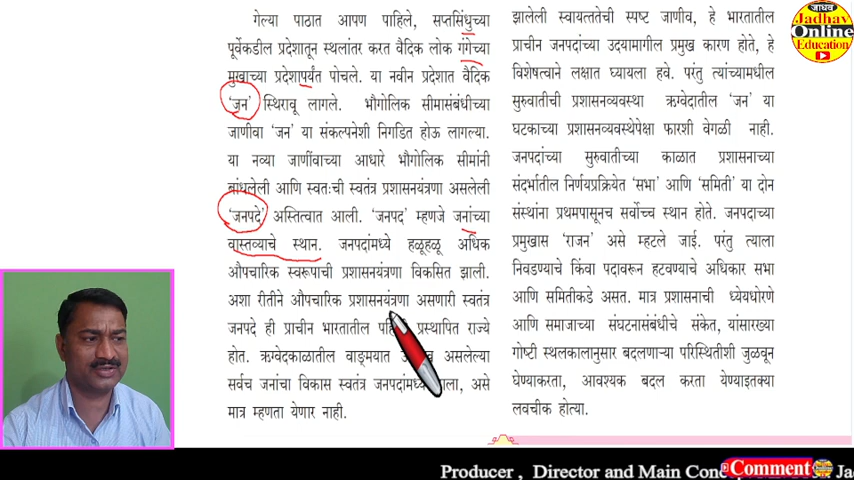 गेल्या पाठात आपण पाहिले, सप्तसिंधुच्या
पूर्वेकडील प्रदेशातून स्थलांतर करत वैदिक लोक गंगेच्या
मुखाच्या प्रदेशापर्यंत पोचले. या नवीन प्रदेशात वैदिक
‘जन’ स्थिरावू लागले. भौगोलिक सीमासंबंधीच्या
जाणीवा ‘जन’ या संकल्पनेशी निगडित होऊ लागल्या.
या नव्या जाणींवाच्या आधारे भौगोलिक सीमांनी
बांधलेली आणि स्वतःची स्वतंत्र प्रशासनयंत्रणा असलेली
‘जनपदे’ अस्तित्वात आली. ‘जनपद’ म्हणजे जनांच्या
वास्तव्याचे स्थान. जनपदांमध्ये हळूहळू अधिक
औपचारिक स्वरूपाची प्रशासनयंत्रणा विकसित झाली.
अशा रीतीने औपचारिक प्रशासनयंत्रणा असणारी स्वतंत्र
जनपदे ही प्राचीन भारतातील प्रस्थापित राज्ये
होत. ऋग्वेदकाळातील वाङ्मयात असलेल्या
सर्वच जनांचा विकास स्वतंत्र असे
मात्र म्हणता येणार नाही.
झालेली स्वायत्ततेची स्पष्ट जाणीव, हे भारतातील
प्राचीन जनपदांच्या उदयामागील प्रमुख कारण होते, हे
विशेषत्वाने लक्षात घ्यायला हवे. परंतु त्यांच्यामधील
सुरुवातीची प्रशासनव्यवस्था ऋग्वेदातील ‘जन’ या
घटकाच्या प्रशासनव्यवस्थेपेक्षा फारशी वेगळी नाही.
जनपदांच्या सुरुवातीच्या काळात प्रशासनाच्या
संदर्भातील निर्णयप्रक्रियेत ‘सभा’ आणि ‘समिती’ या दोन
संस्थांना प्रथमपासूनच सर्वोच्च स्थान होते. जनपदाच्या
प्रमुखास ‘राजन’ असे म्हटले जाई. परंतु त्याला
निवडण्याचे किंवा पदावरून हटवण्याचे अधिकार सभा
आणि समितीकडे असत. मात्र प्रशासनाची ध्येयधोरणे
आणि समाजाच्या संघटनासंबंधीचे संकेत, यांसारख्या
गोष्टी स्थलकालानुसार बदलणाऱ्या परिस्थितीशी जुळवून
घेण्याकरता, आवश्यक बदल करता येण्याइतक्या
लवचीक होत्या.
जाधव
Jadhav
Online
Education
Producer , Director and Main Con
Comment
Ja